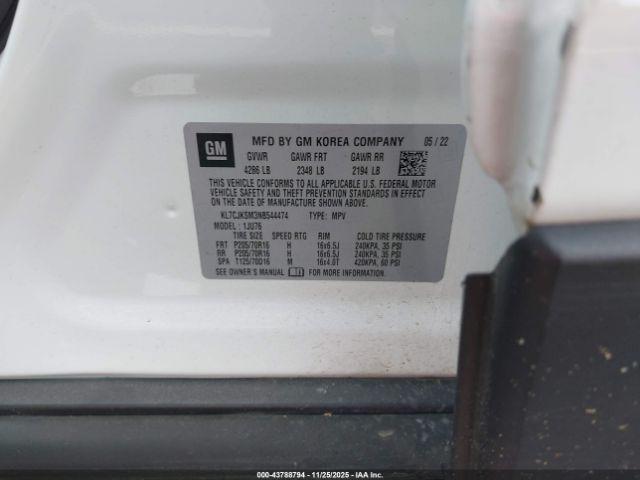 GM MFD BY GM KOREA COMPANY 05/22
GVWR GAWR FRT GAWR RR
4286 LB 2348 LB 2194 LB
THIS VEHICLE CONFORMS TO ALL APPLICABLE U.S. FEDERAL MOTOR
VEHICLE SAFETY AND THEFT PREVENTION STANDARDS IN EFFECT
ON THE DATE OF MANUFACTURE SHOWN ABOVE.
KL7CJKSM3NB544474 TYPE: MPV
MODEL: 1JU76
TIRE SIZE SPEED RTG RIM COLD TIRE PRESSURE
FRT P205/70R16 H 16x6.5J 240KPA, 35 PSI
RR P205/70R16 H 16x6.5J 240KPA, 35 PSI
SPA T125/70D16 M 16x4.0T 420KPA, 60 PSI
SEE OWNER'S MANUAL FOR MORE INFORMATION.
000-43788794 - 11/25/2025 - IAA Inc.